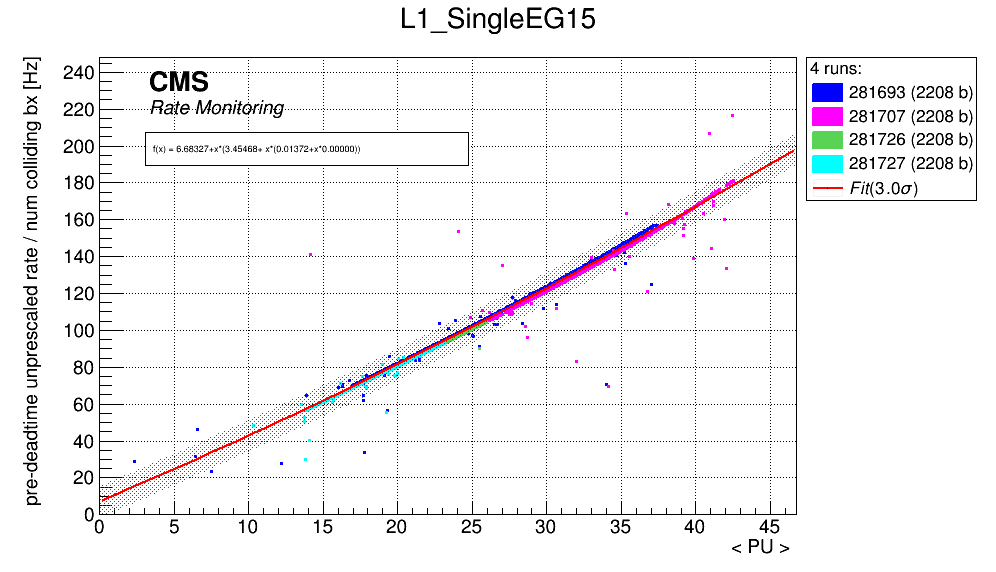 L1_SingleEG15
pre-deadtime unprescaled rate / num colliding bx [Hz]
240
220
200
180
160
140
120
100
80
60
40
20
0
CMS
Rate Monitoring
f(x) = 6.68327+x*(3.45468+ x*(0.01372+x*0.00000))
4 runs:
281693 (2208 b)
281707 (2208 b)
281726 (2208 b)
281727 (2208 b)
Fit(3.0σ)
0 5 10 15 20 25 30 35 40 45
< PU >